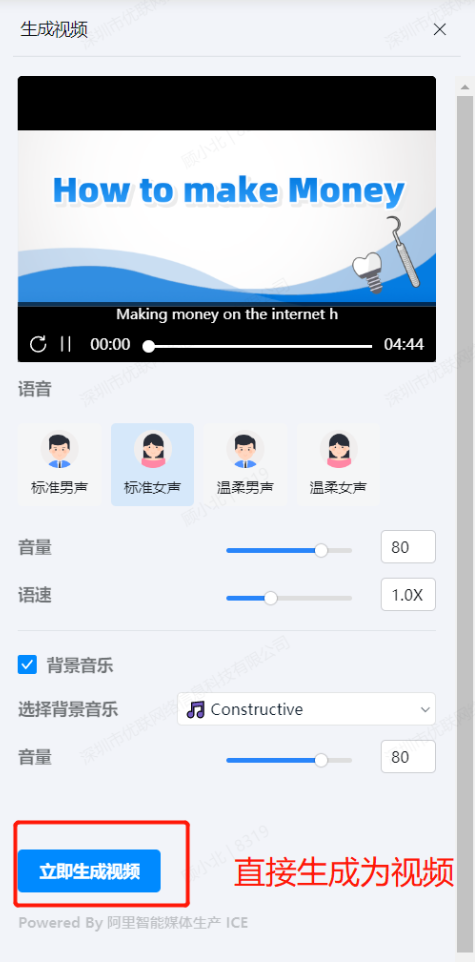 生成视频
How to make Money
Making money on the internet h
00:00
04:44
语音
标准男声
标准女声
温柔男声
温柔女声
音量
80
语速
1.0X
背景音乐
选择背景音乐
Constructive
音量
80
立即生成视频
直接生成为视频
Powered By 阿里智能媒体生产 ICE